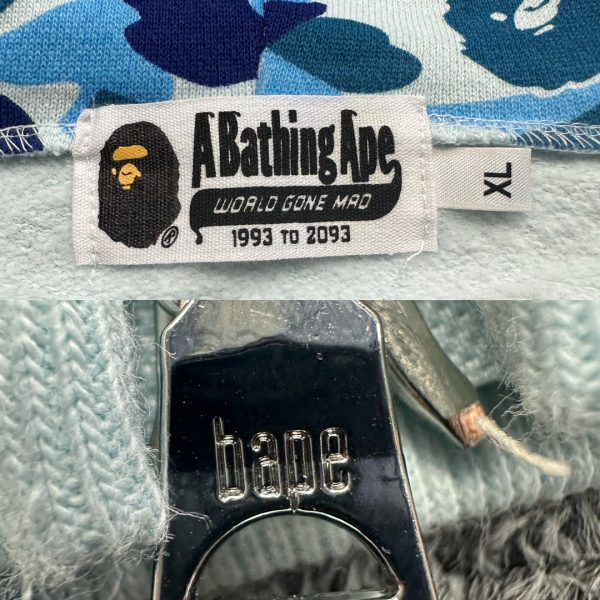 A Bathing Ape
WORLD GONE MAD
1993 TO 2093
®
XL
bape